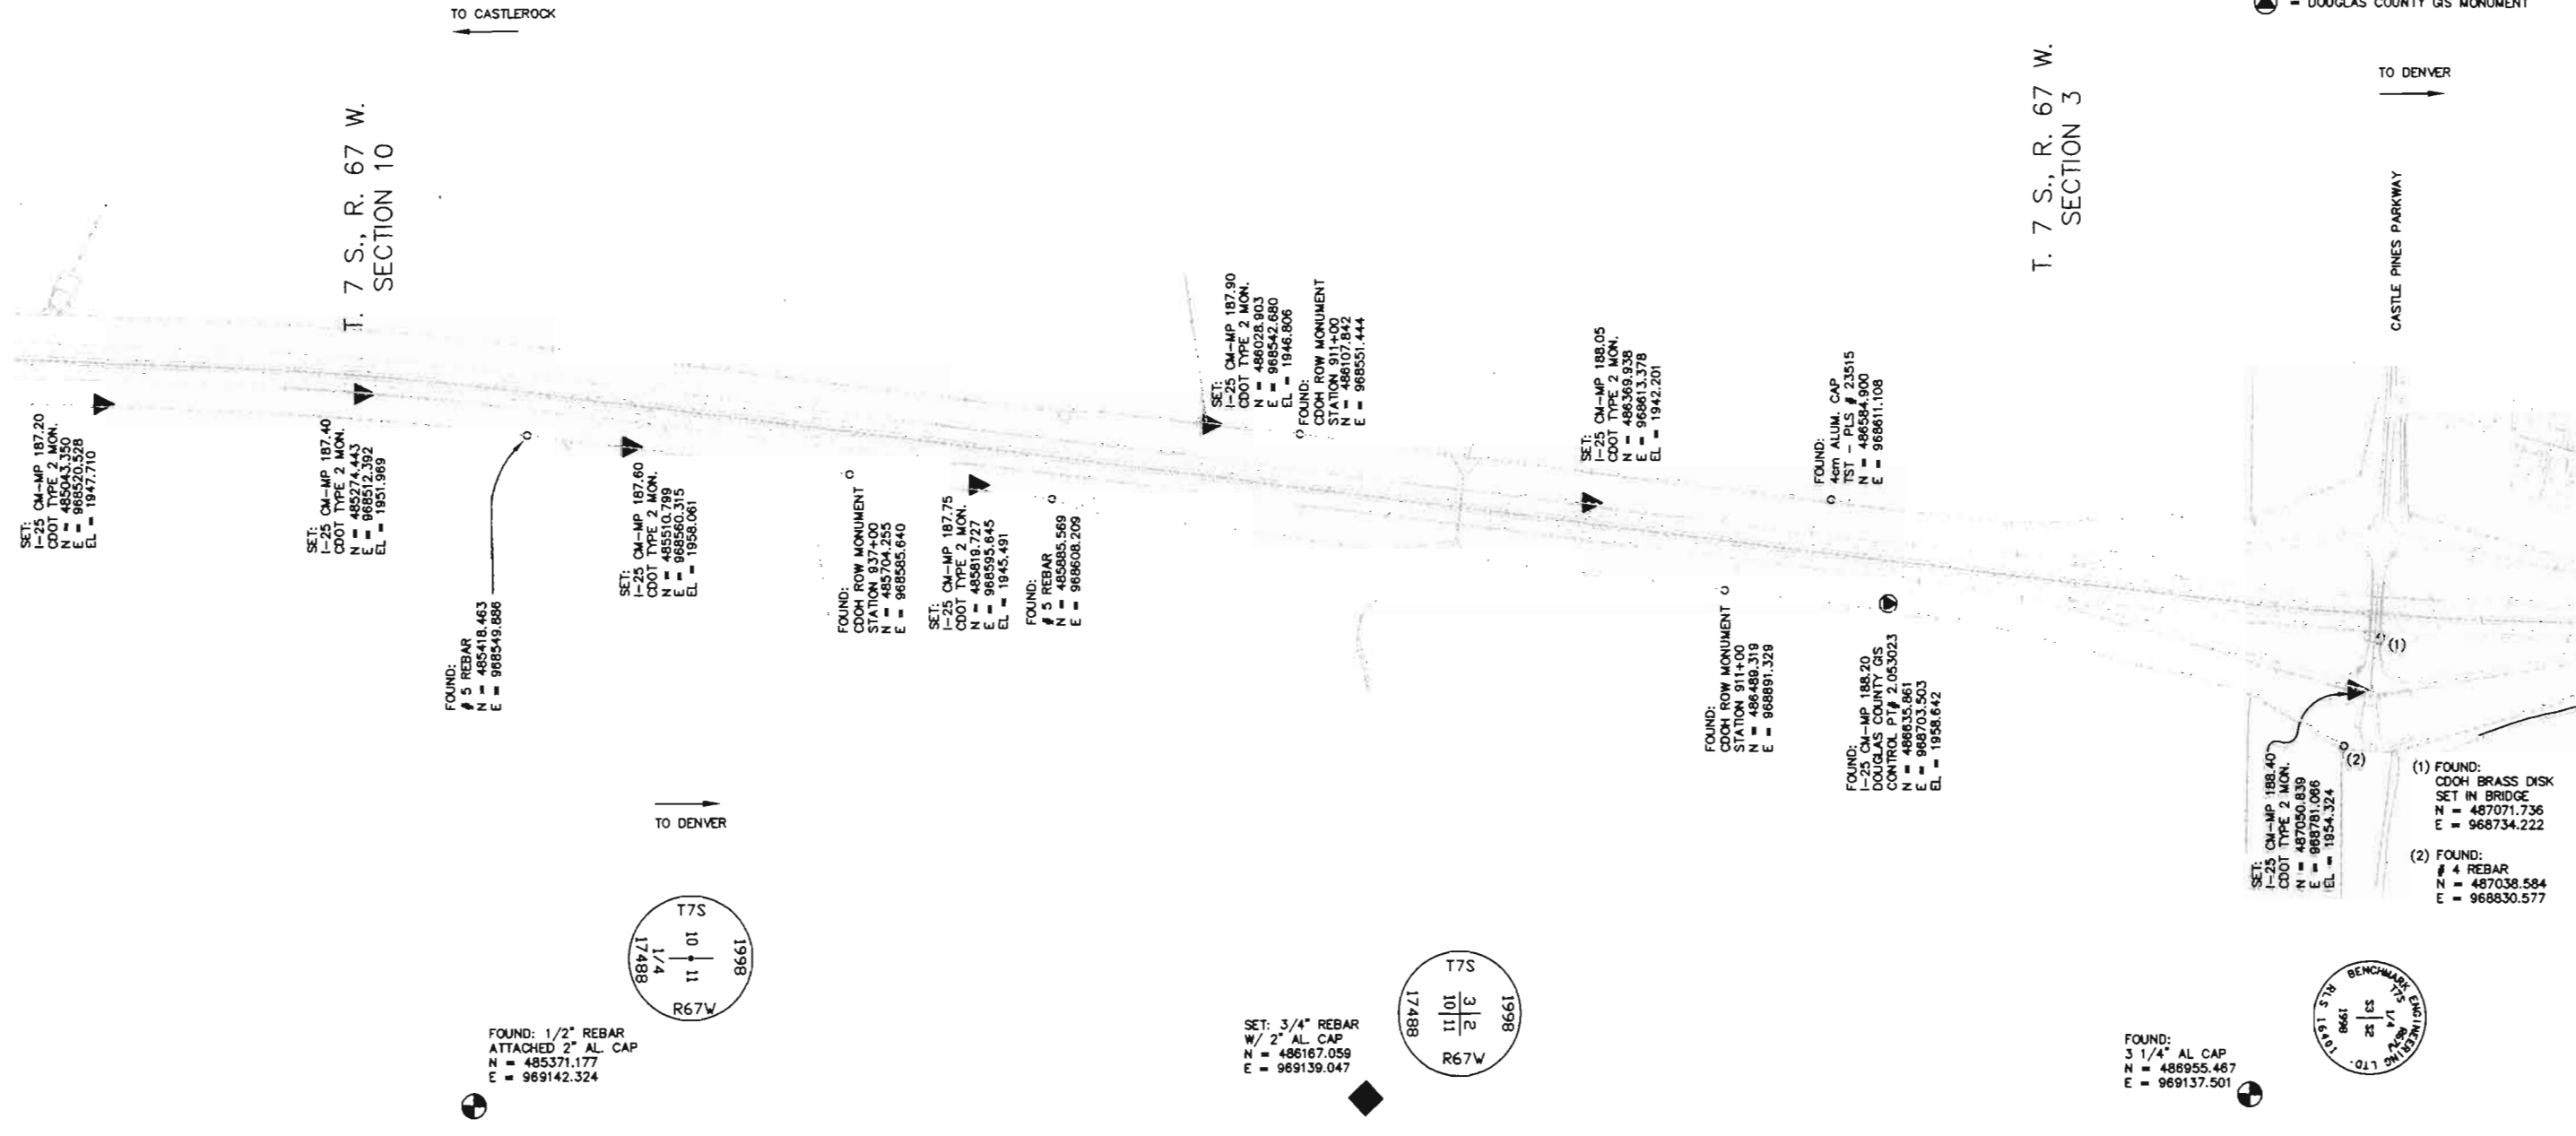 TO CASTLEROCK
= DOUGLAS COUNTY GIS MONUMENT
TO DENVER
T. 7 S., R. 67 W.
SECTION 10
T. 7 S., R. 67 W.
SECTION 3
CASTLE PINES PARKWAY
SET:
I-25 CM-MP 187.20
CDOT TYPE 2 MON.
N = 485043.350
E = 968520.528
EL = 1947.710
SET:
I-25 CM-MP 187.40
CDOT TYPE 2 MON.
N = 485274.443
E = 968512.392
EL = 1951.969
FOUND:
# 5 REBAR
N = 485418.463
E = 968549.886
SET:
I-25 CM-MP 187.60
CDOT TYPE 2 MON.
N = 485510.799
E = 968560.315
EL = 1958.061
FOUND:
CDOH ROW MONUMENT
STATION 937+00
N = 485704.255
E = 968585.640
SET:
I-25 CM-MP 187.75
CDOT TYPE 2 MON.
N = 485819.727
E = 968595.645
EL = 1945.491
FOUND:
# 5 REBAR
N = 485885.569
E = 968608.209
SET:
I-25 CM-MP 187.90
CDOT TYPE 2 MON.
N = 486028.903
E = 968542.680
EL = 1946.806
FOUND:
CDOH ROW MONUMENT
STATION 911+00
N = 486107.842
E = 968551.444
SET:
I-25 CM-MP 188.05
CDOT TYPE 2 MON.
N = 486369.938
E = 968613.378
EL = 1942.201
FOUND:
CDOH ROW MONUMENT
STATION 911+00
N = 486489.319
E = 968891.329
FOUND:
4-cm ALUM. CAP
TST - PLS # 23515
N = 486584.900
E = 968611.108
FOUND:
I-25 CM-MP 188.20
DOUGLAS COUNTY GIS
CONTROL PT# 2.053023
N = 486635.861
E = 968703.503
EL = 1958.642
SET:
I-25 CM-MP 188.40
CDOT TYPE 2 MON.
N = 487050.839
E = 968781.066
EL = 1954.324
(1)
(2)
(1) FOUND:
CDOH BRASS DISK
SET IN BRIDGE
N = 487071.736
E = 968734.222
(2) FOUND:
# 4 REBAR
N = 487038.584
E = 968830.577
TO DENVER
T7S
1998
10
11
1/4
17488
R67W
FOUND: 1/2" REBAR
ATTACHED 2" AL. CAP
N = 485371.177
E = 969142.324
T7S
1998
3 2
10 11
17488
R67W
SET: 3/4" REBAR
W/ 2" AL. CAP
N = 486167.059
E = 969139.047
BENCHMARK ENGINEERING LTD.
T7S R67W
1/4
S3 S2
1998
RLS 16401
FOUND:
3 1/4" AL CAP
N = 486955.467
E = 969137.501